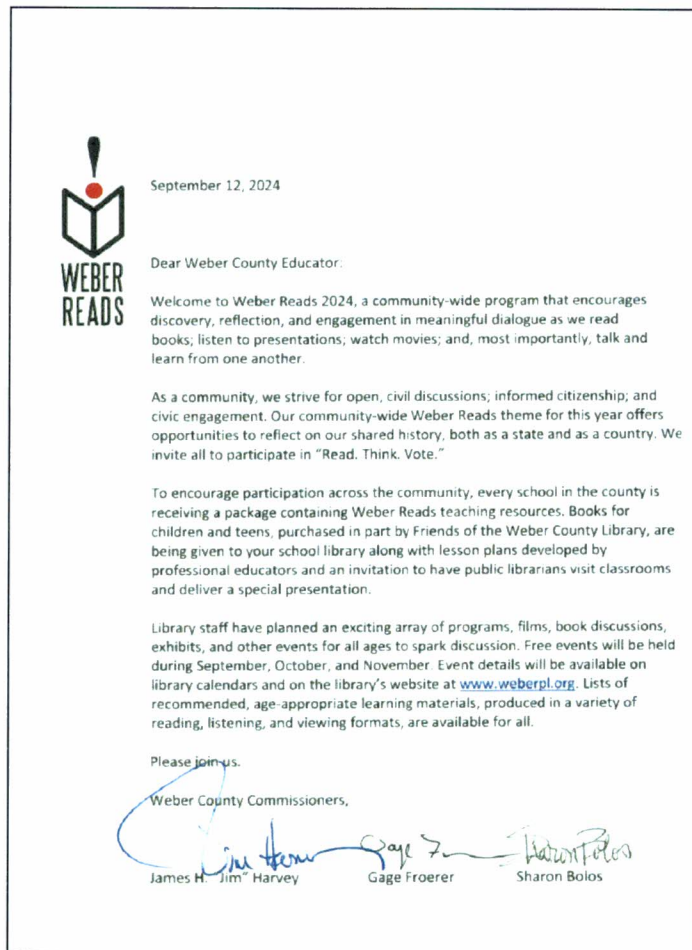 WEBER
READS
September 12, 2024
Dear Weber County Educator:
Welcome to Weber Reads 2024, a community-wide program that encourages
discovery, reflection, and engagement in meaningful dialogue as we read
books; listen to presentations; watch movies; and, most importantly, talk and
learn from one another.
As a community, we strive for open, civil discussions; informed citizenship; and
civic engagement. Our community-wide Weber Reads theme for this year offers
opportunities to reflect on our shared history, both as a state and as a country. We
invite all to participate in “Read. Think. Vote.”
To encourage participation across the community, every school in the county is
receiving a package containing Weber Reads teaching resources. Books for
children and teens, purchased in part by Friends of the Weber County Library, are
being given to your school library along with lesson plans developed by
professional educators and an invitation to have public librarians visit classrooms
and deliver a special presentation.
Library staff have planned an exciting array of programs, films, book discussions,
exhibits, and other events for all ages to spark discussion. Free events will be held
during September, October, and November. Event details will be available on
library calendars and on the library’s website at www.weberpl.org. Lists of
recommended, age-appropriate learning materials, produced in a variety of
reading, listening, and viewing formats, are available for all.
Please join us.
Weber County Commissioners,
Sharon Bolos
James H. "Jim" Harvey Gage Froerer Sharon Bolos